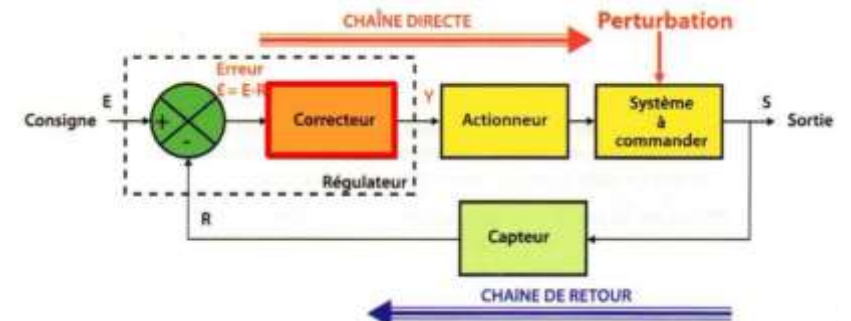 CHAÎNE DIRECTE
Perturbation
Erreur
Ɛ = E-R
Consigne
E
+
-
Correcteur
Y
Actionneur
Système
à
commander
S
Sortie
Régulateur
R
Capteur
CHAINE DE RETOUR